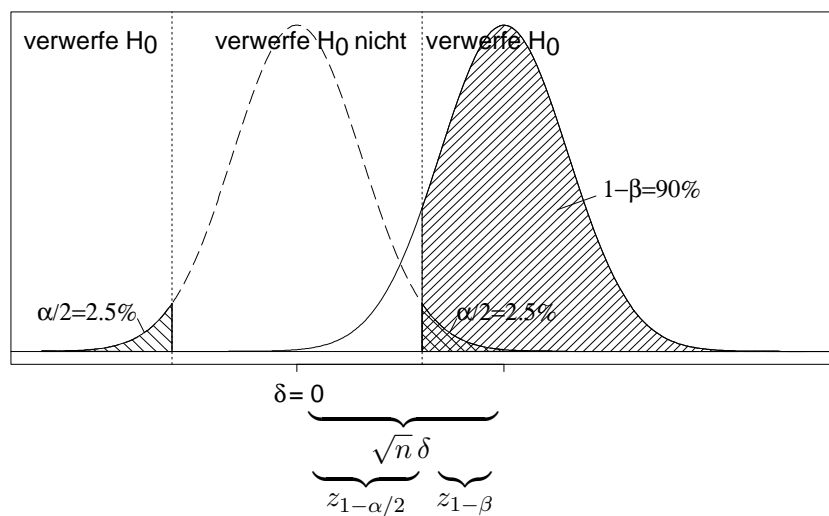 verwerfe H0 verwerfe H0 nicht verwerfe H0
1−β=90%
α/2=2.5% α/2=2.5%
δ= 0
√n δ
z1−α/2 z1−β